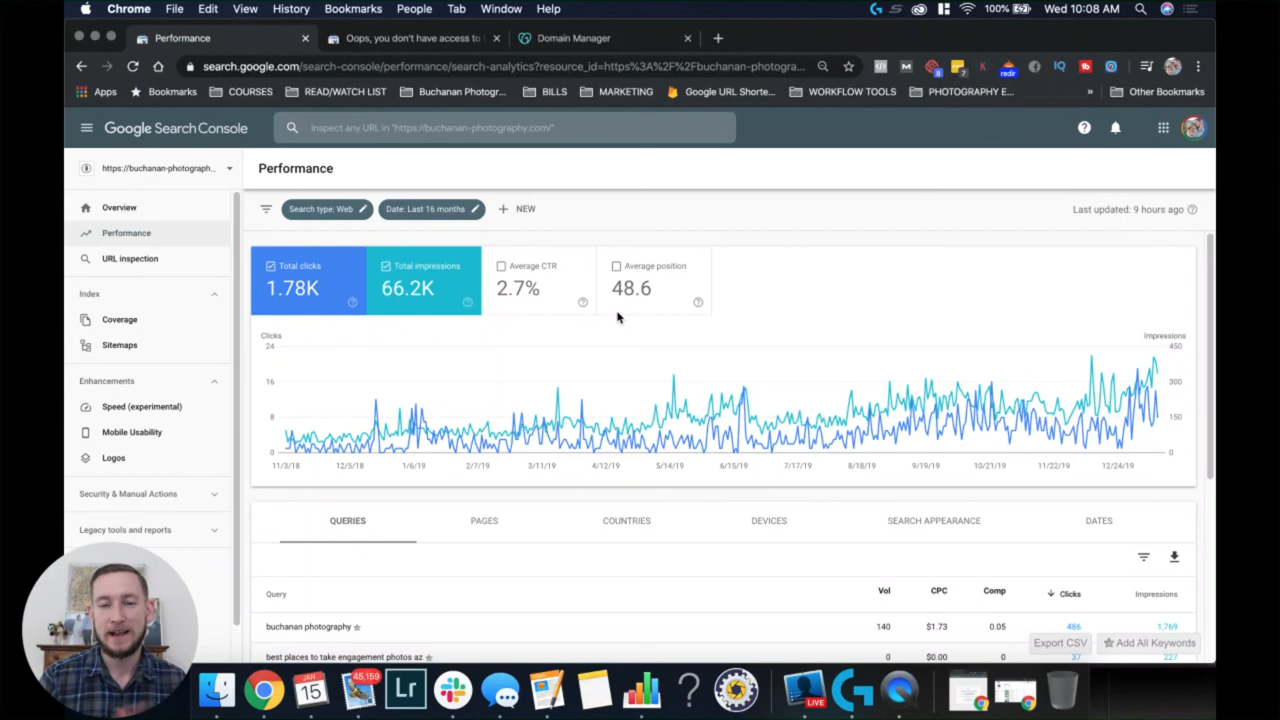 Chrome File Edit View History Bookmarks People Tab Window Help 100% Wed 10:08 AM
Performance Oops, you don't have access to Domain Manager
search.google.com/search-console/performance/search-analytics?resource_id=https%3A%2F%2Fbuchanan-photogra...
Apps Bookmarks COURSES READ/WATCH LIST Buchanan Photogr... BILLS MARKETING Google URL Shorte... WORKFLOW TOOLS PHOTOGRAPHY E... » Other Bookmarks
Google Search Console Inspect any URL in "https://buchanan-photography.com/"
https://buchanan-photograph... Performance
Search type: Web Date: Last 16 months + NEW Last updated: 9 hours ago
Overview
Performance
URL inspection
Index
Coverage
Sitemaps
Enhancements
Speed (experimental)
Mobile Usability
Logos
Security & Manual Actions
Legacy tools and reports
Total clicks Total impressions Average CTR Average position
1.78K 66.2K 2.7% 48.6
Clicks Impressions
24 450
16 300
8 150
0 0
11/3/18 12/5/18 1/6/19 2/7/19 3/11/19 4/12/19 5/14/19 6/15/19 7/17/19 8/18/19 9/19/19 10/21/19 11/22/19 12/24/19
QUERIES PAGES COUNTRIES DEVICES SEARCH APPEARANCE DATES
Query Vol CPC Comp Clicks Impressions
buchanan photography 140 $1.73 0.05 486 1,769
Export CSV Add All Keywords
best places to take engagement photos az 0 $0.00 0 37 227
JAN
15
45,159
Lr
LIVE